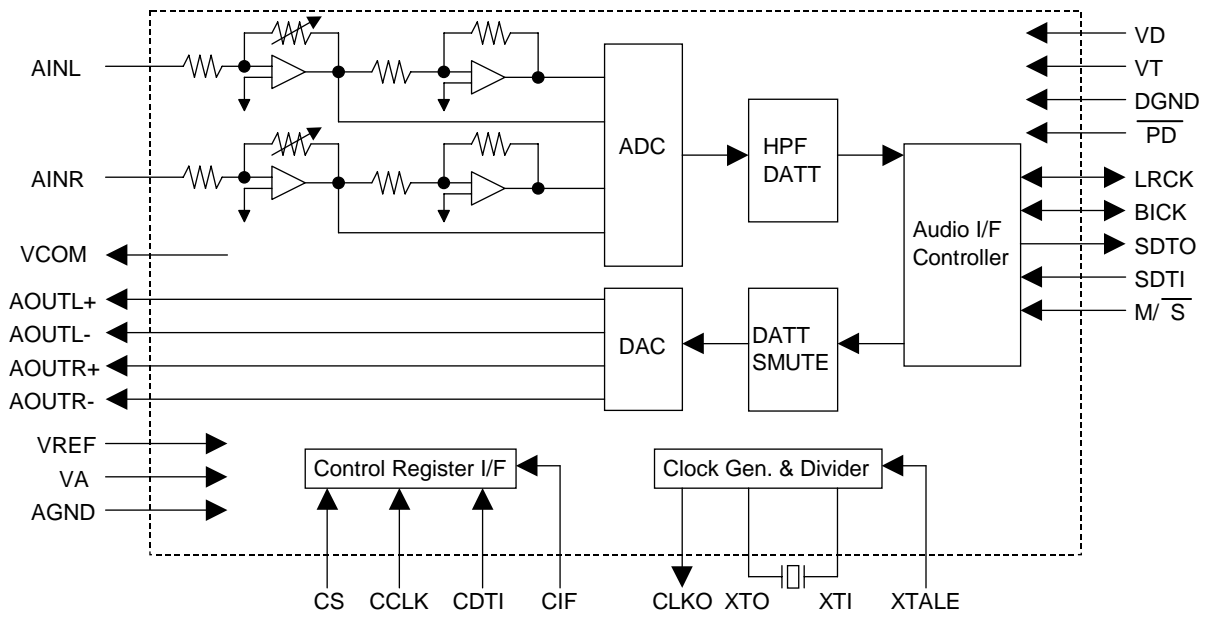 AINL
AINR
VCOM
AOUTL+
AOUTL-
AOUTR+
AOUTR-
VREF
VA
AGND
ADC
HPF
DATT
Audio I/F
Controller
DAC
DATT
SMUTE
Control Register I/F
Clock Gen. & Divider
VD
VT
DGND
PD
LRCK
BICK
SDTO
SDTI
M/ S
CS
CCLK
CDTI
CIF
CLKO
XTO
XTI
XTALE